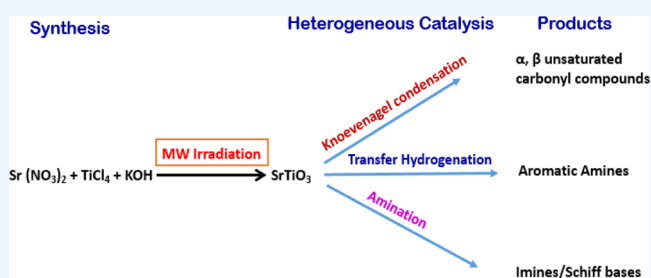 Synthesis
Heterogeneous Catalysis
Products
Knoevenagel condensation
α, β unsaturated
carbonyl compounds
MW Irradiation
Sr (NO₃)₂ + TiCl₄ + KOH
SrTiO₃
Transfer Hydrogenation
Aromatic Amines
Amination
Imines/Schiff bases